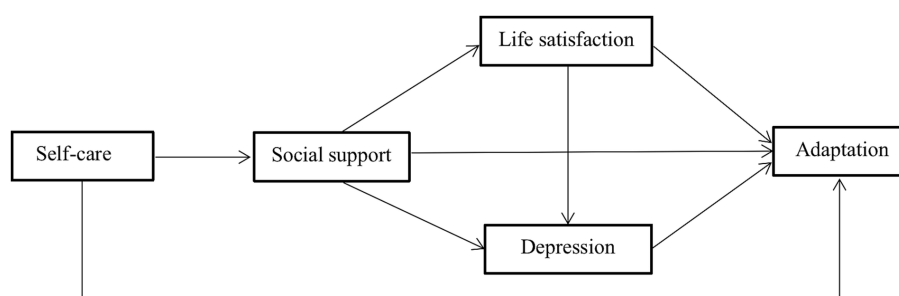 Life satisfaction
Self-care
Social support
Adaptation
Depression